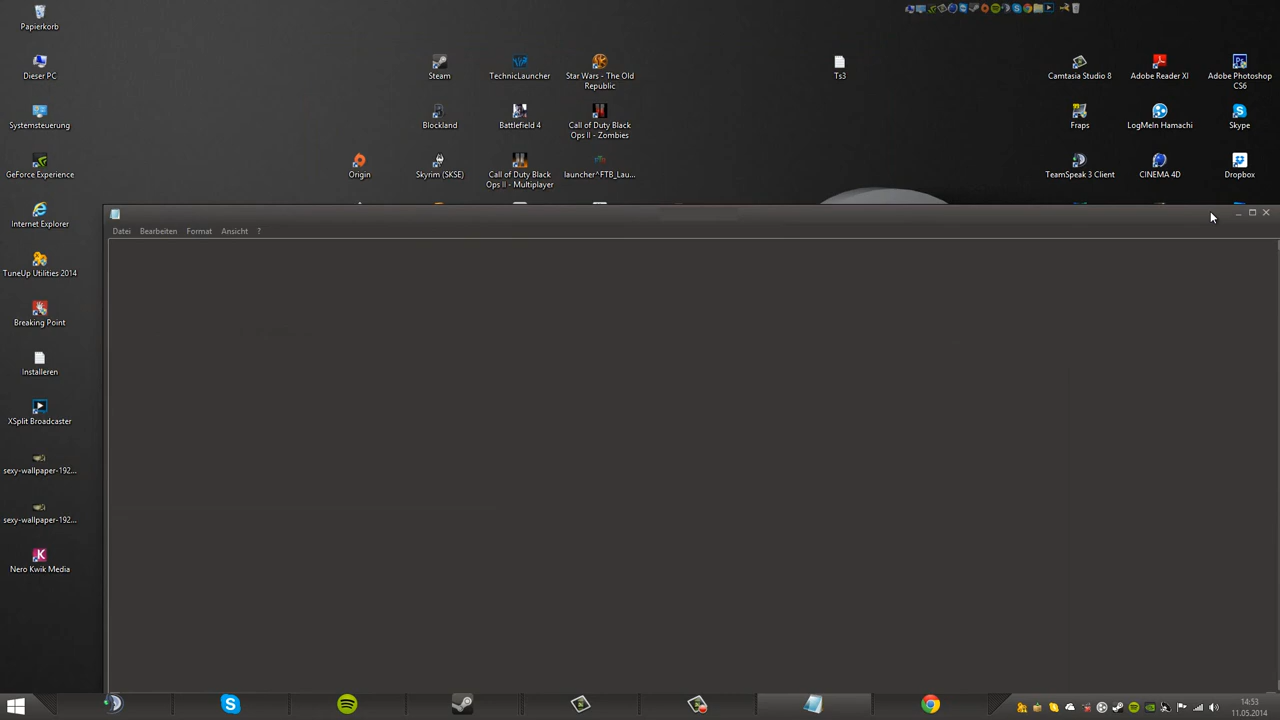 Papierkorb
Dieser PC
Systemsteuerung
GeForce Experience
Internet Explorer
TuneUp Utilities 2014
Breaking Point
Installeren
XSplit Broadcaster
sexy-wallpaper-192...
sexy-wallpaper-192...
Nero Kwik Media
Steam
TechnicLauncher
Star Wars - The Old
Republic
Blockland
Battlefield 4
Call of Duty Black
Ops II - Zombies
Origin
Skyrim (SKSE)
Call of Duty Black
Ops II - Multiplayer
launcher^FTB_Lau...
Ts3
Camtasia Studio 8
Adobe Reader XI
Adobe Photoshop
CS6
Fraps
LogMeIn Hamachi
Skype
TeamSpeak 3 Client
CINEMA 4D
Dropbox
Datei Bearbeiten Format Ansicht ?
14:53
11.05.2014